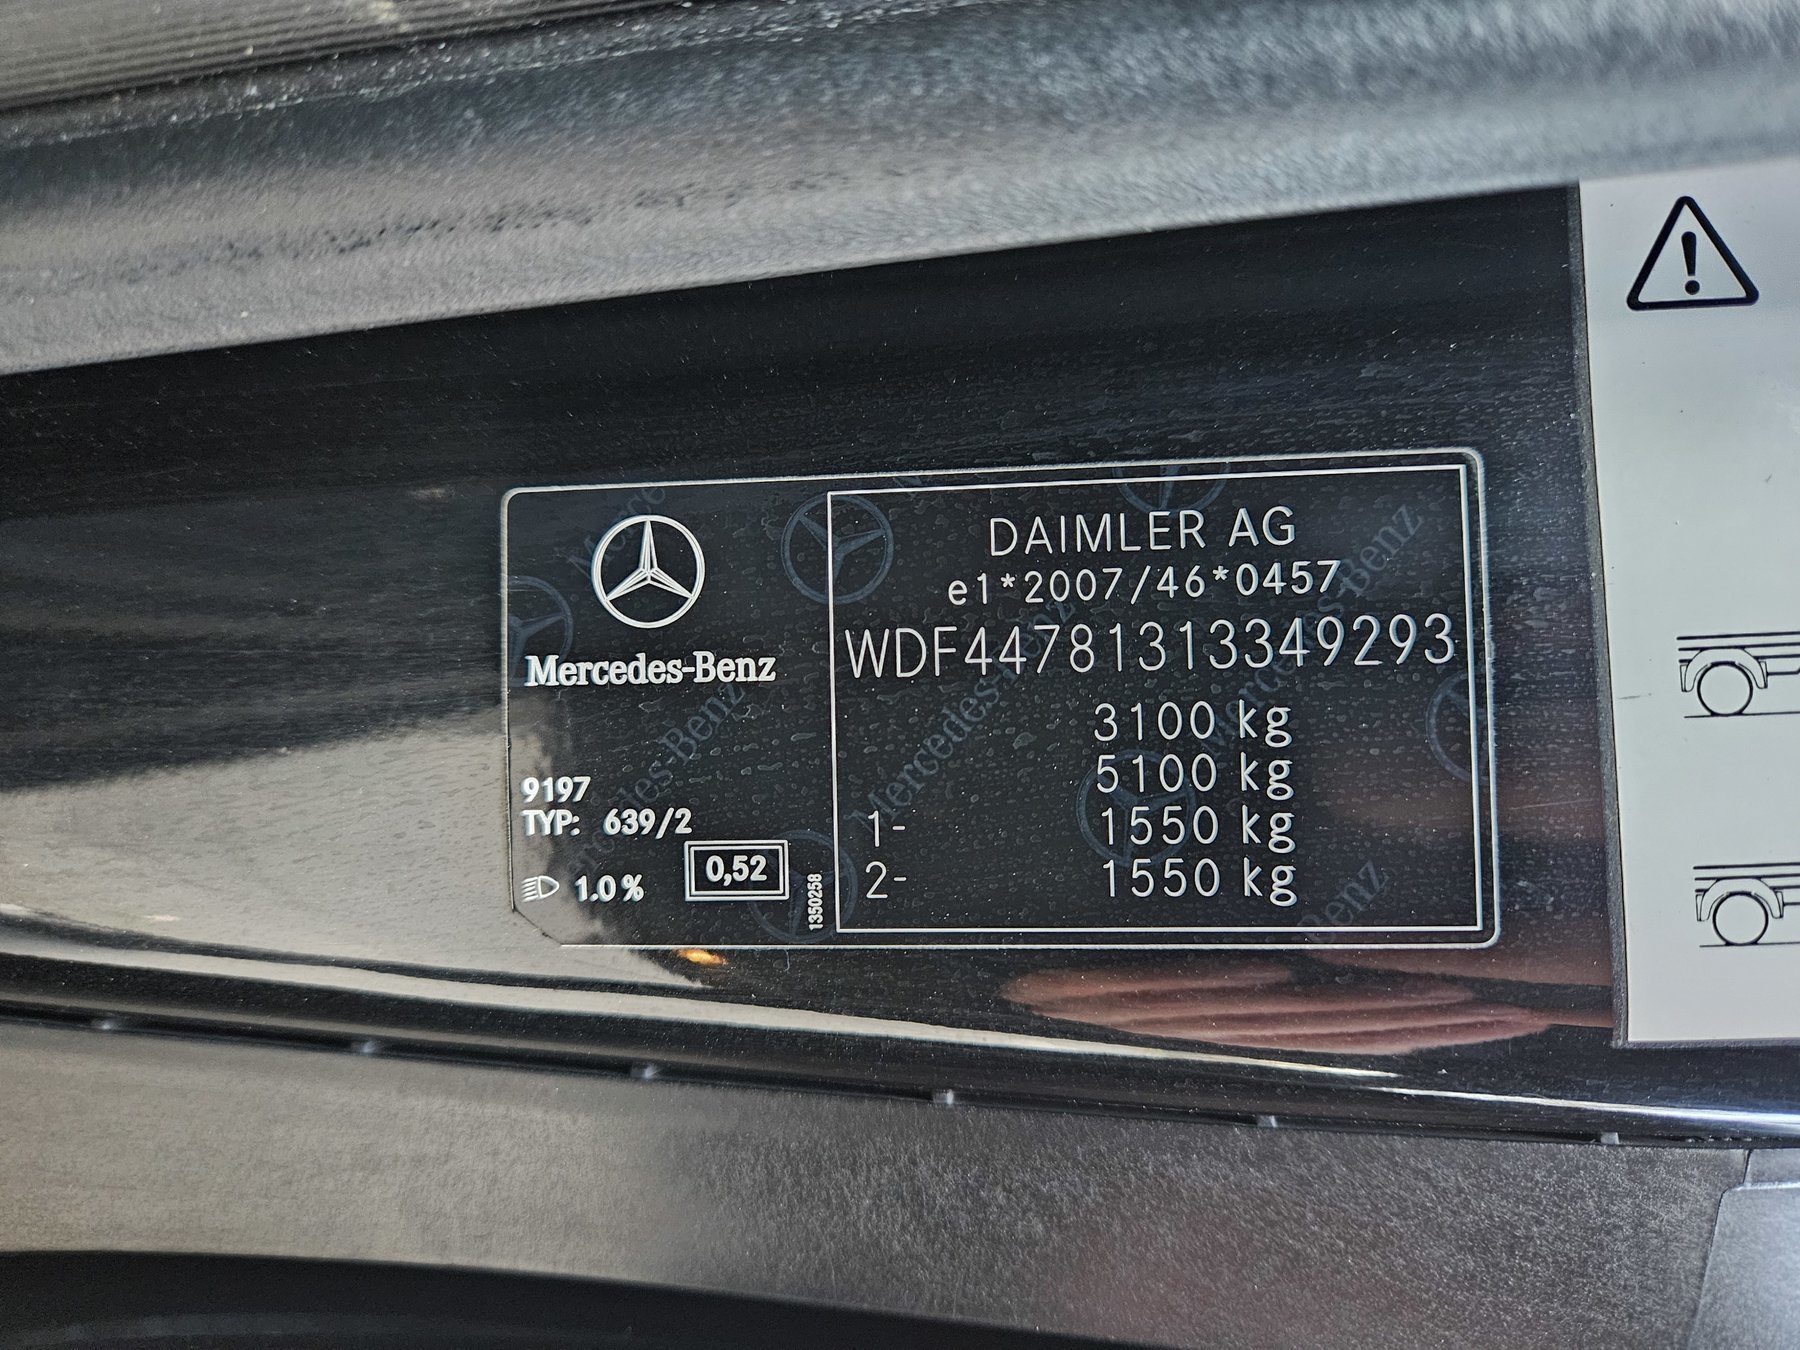 Mercedes-Benz
9197
TYP: 639/2
1.0 %
0,52
1350258
DAIMLER AG
e1*2007/46*0457
WDF44781313349293
3100 kg
5100 kg
1- 1550 kg
2- 1550 kg